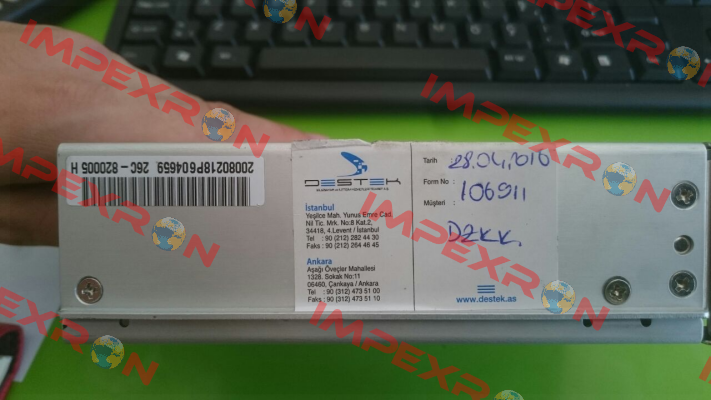 20080218P604659 26C-820005 H
DESTEK
İstanbul
Yeşilce Mah. Yunus Emre Cad.
Nil Tic. Mrk. No:8 Kat.2,
34418, 4.Levent / İstanbul
Tel : 90 (212) 282 44 30
Faks : 90 (212) 264 46 45
Ankara
Aşağı Öveçler Mahallesi
1328. Sokak No:11
06460, Çankaya / Ankara
Tel : 90 (312) 473 51 00
Faks : 90 (312) 473 51 10
Tarih : 28.04.2010
Form No : 106911
Müşteri :
DZKK.
www.destek.as
IMPEXRON
IMPEXRON
IMPEXRON
IMPEXRON
IMPEXRON
IMPEXRON